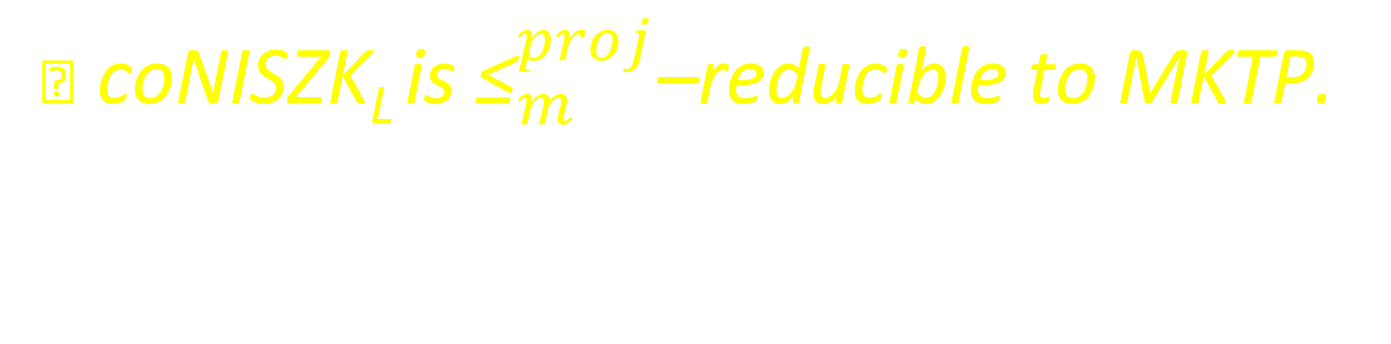 ⍰ coNISZK_L is ≤_m^{proj} –reducible to MKTP.